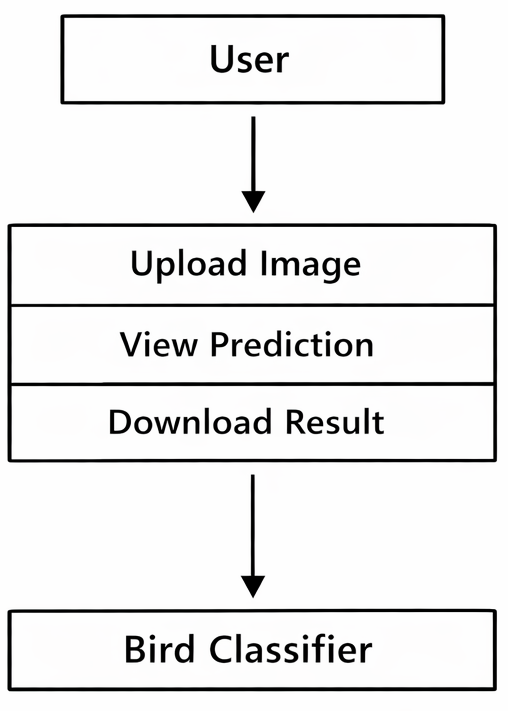 User
Upload Image
View Prediction
Download Result
Bird Classifier